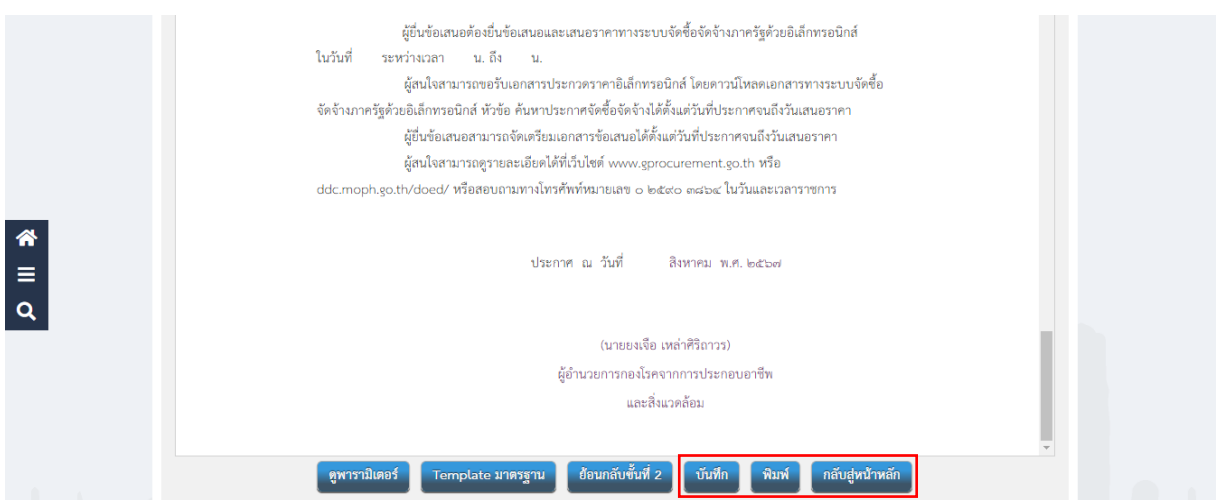 ผู้ยื่นข้อเสนอต้องยื่นข้อเสนอและเสนอราคาทางระบบจัดซื้อจัดจ้างภาครัฐด้วยอิเล็กทรอนิกส์
ในวันที่ ระหว่างเวลา น. ถึง น.
ผู้สนใจสามารถขอรับเอกสารประกวดราคาอิเล็กทรอนิกส์ โดยดาวน์โหลดเอกสารทางระบบจัดซื้อ
จัดจ้างภาครัฐด้วยอิเล็กทรอนิกส์ หัวข้อ ค้นหาประกาศจัดซื้อจัดจ้างได้ตั้งแต่วันที่ประกาศจนถึงวันเสนอราคา
ผู้ยื่นข้อเสนอสามารถจัดเตรียมเอกสารข้อเสนอได้ตั้งแต่วันที่ประกาศจนถึงวันเสนอราคา
ผู้สนใจสามารถดูรายละเอียดได้ที่เว็บไซต์ www.gprocurement.go.th หรือ
ddc.moph.go.th/doed/ หรือสอบถามทางโทรศัพท์หมายเลข ๐ ๒๕๙๐ ๓๘๖๔ ในวันและเวลาราชการ
ประกาศ ณ วันที่ สิงหาคม พ.ศ. ๒๕๖๗
(นายยงเจือ เหล่าศิริถาวร)
ผู้อำนวยการกองโรคจากการประกอบอาชีพ
และสิ่งแวดล้อม
ดูพารามิเตอร์ Template มาตรฐาน ย้อนกลับขั้นที่ 2 บันทึก พิมพ์ กลับสู่หน้าหลัก